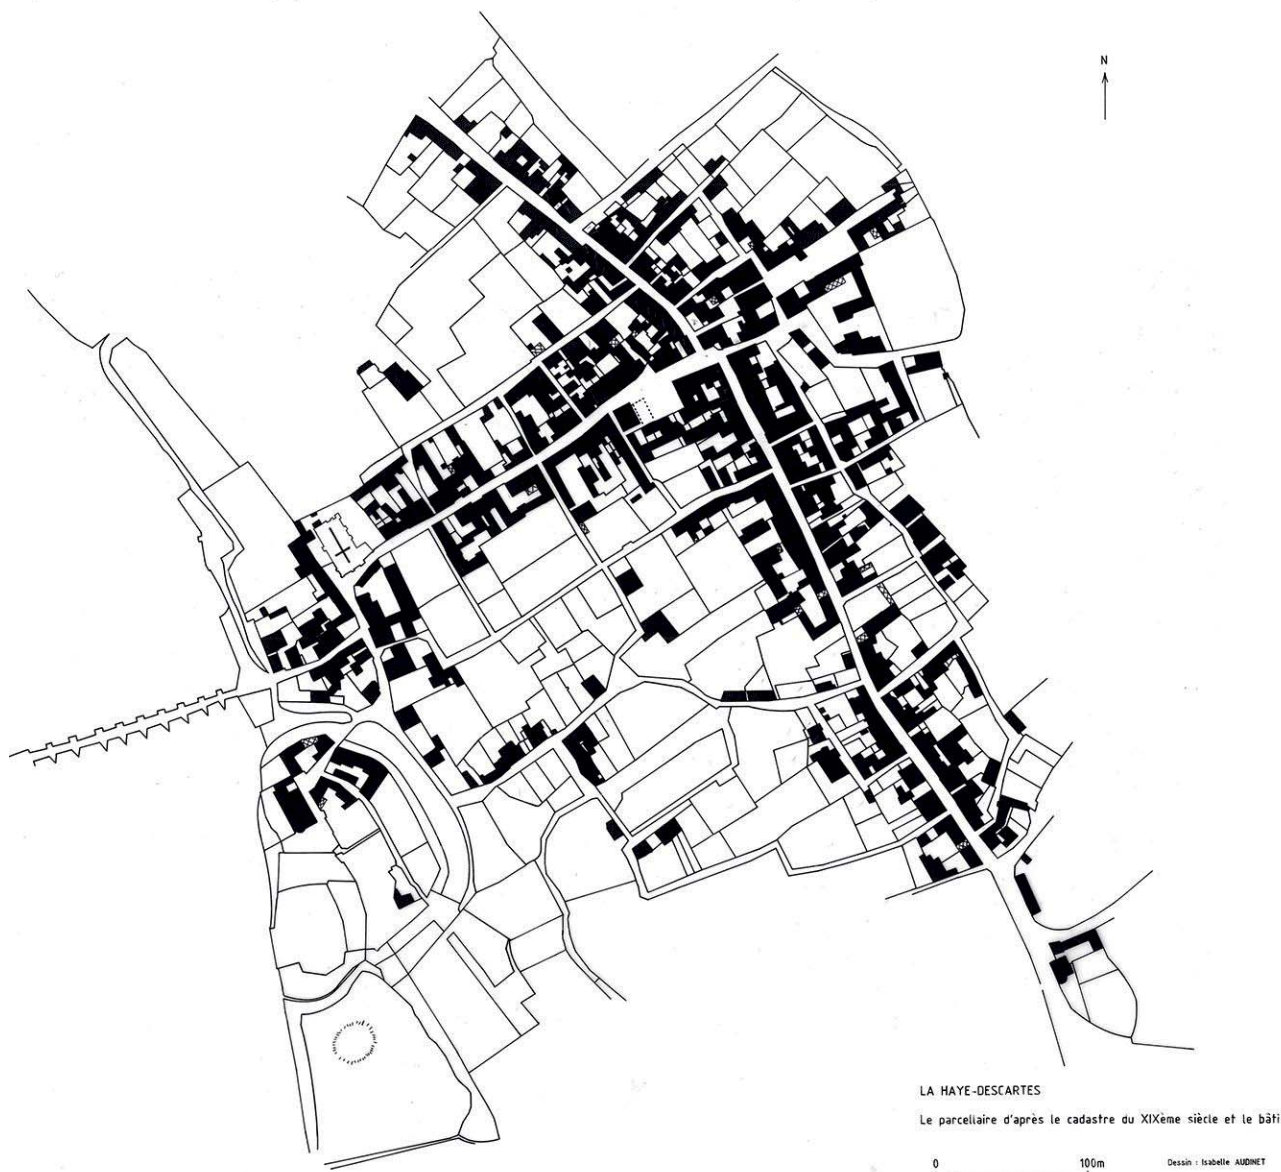 N
LA HAYE-DESCARTES
Le parcellaire d'après le cadastre du XIXème siècle et le bâti
0 100m Dessin : Isabelle AUDINET